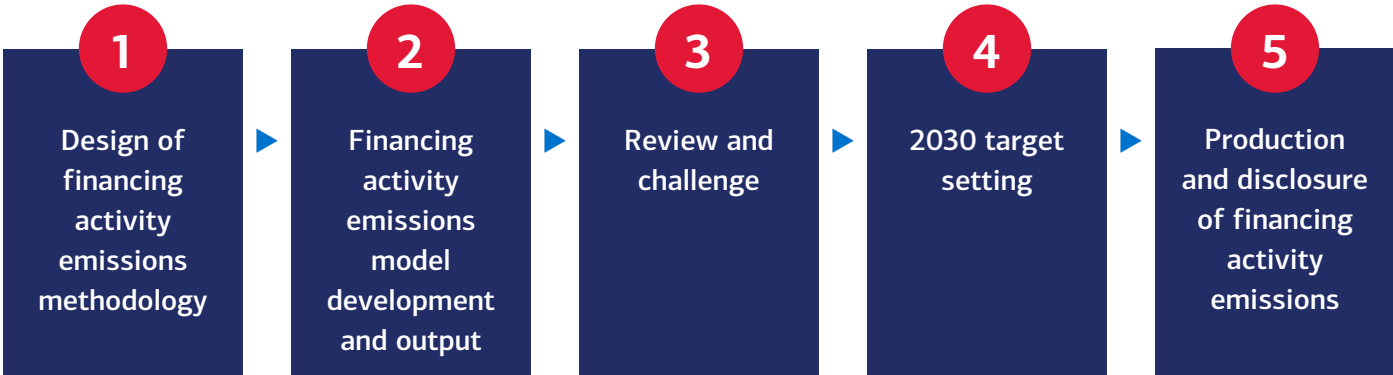 1
Design of
financing
activity
emissions
methodology
2
Financing
activity
emissions
model
development
and output
3
Review and
challenge
4
2030 target
setting
5
Production
and disclosure
of financing
activity
emissions